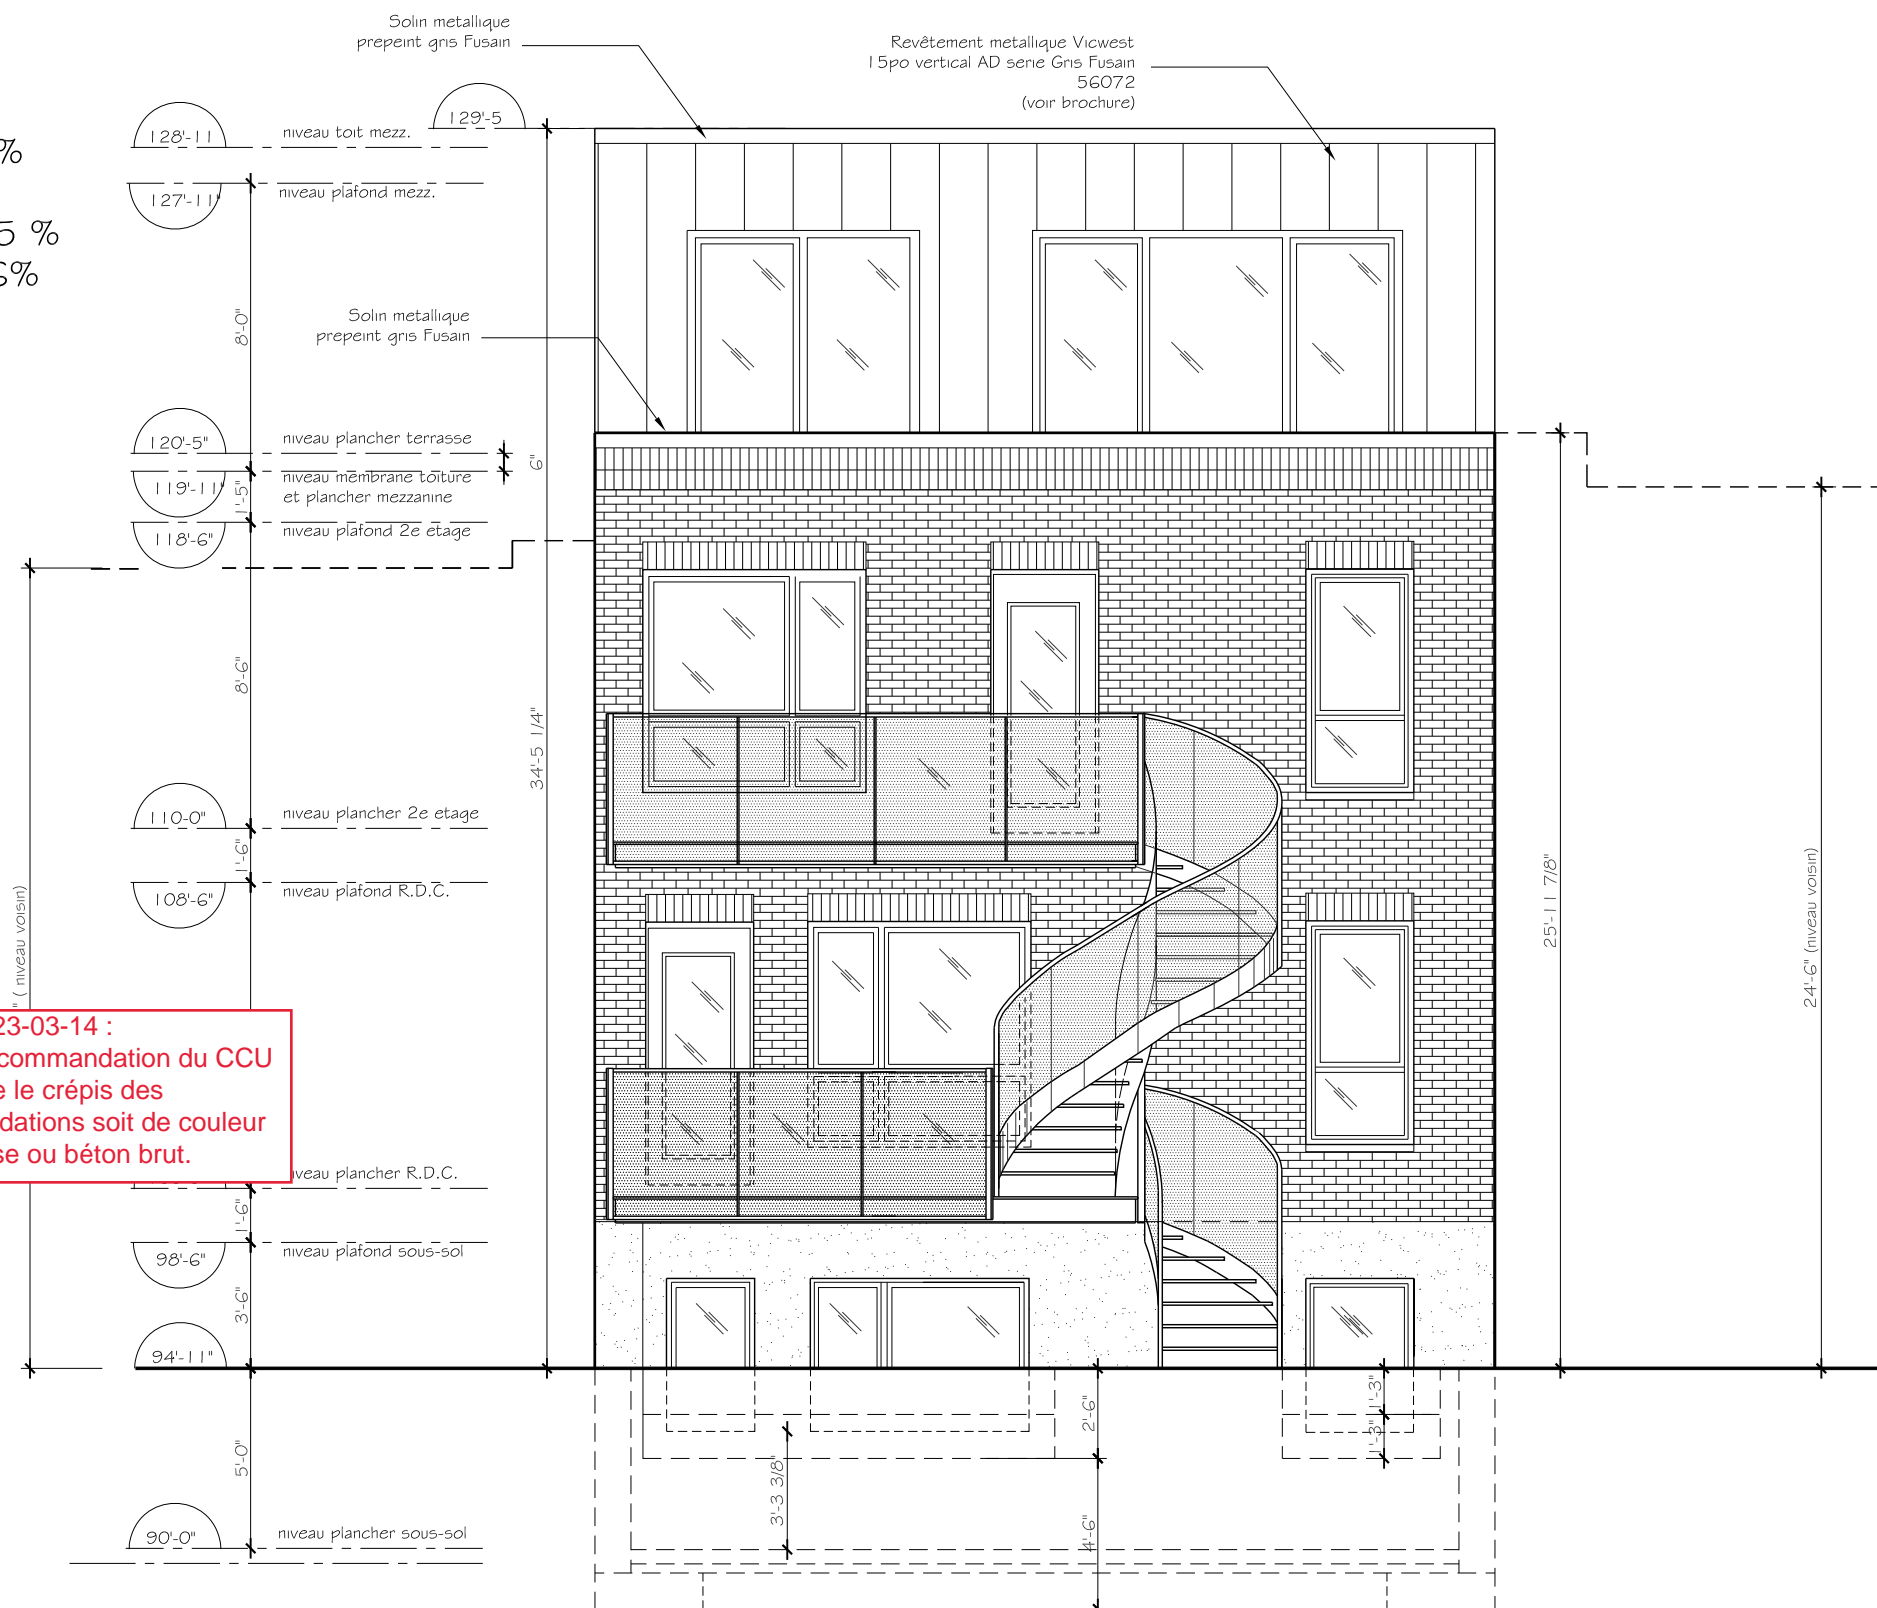 Solin metallique
prepeint gris Fusain
Revêtement metallique Vicwest
15po vertical AD serie Gris Fusain
56072
(voir brochure)
129'-5
128'-11
niveau toit mezz.
%
127'-11"
niveau plafond mezz.
5 %
6%
8'-0"
Solin metallique
prepeint gris Fusain
120'-5"
niveau plancher terrasse
6"
119'-11"
niveau membrane toiture
et plancher mezzanine
1'-5"
118'-6"
niveau plafond 2e etage
8'-6"
34'-5 1/4"
110-0"
niveau plancher 2e etage
1'-6"
108'-6"
niveau plafond R.D.C.
25'-11 7/8"
24'-6" (niveau voisin)
" ( niveau voisin)
23-03-14 :
commandation du CCU
e le crépis des
dations soit de couleur
se ou béton brut.
veau plancher R.D.C.
1'-6"
98'-6"
niveau plafond sous-sol
3'-6"
94'-11"
5'-0"
2'-6"
1'-3"
1'-3"
3'-3 3/8"
4'-6"
90'-0"
niveau plancher sous-sol